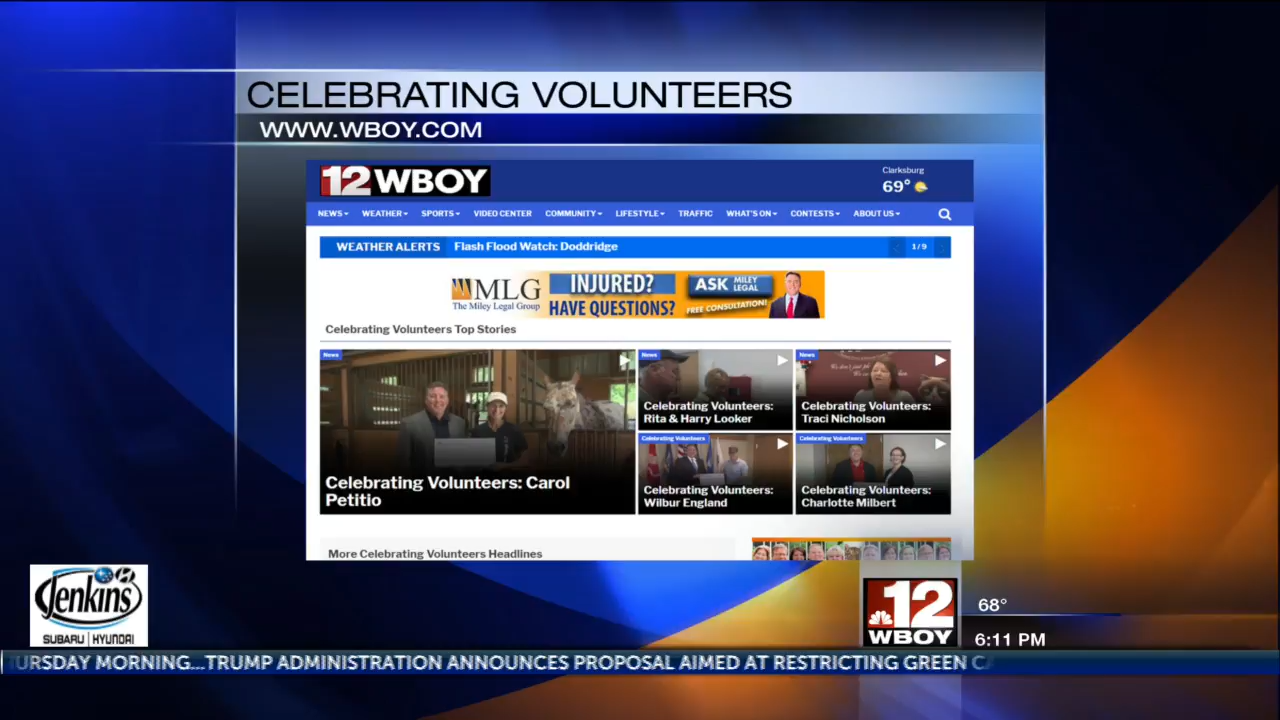 CELEBRATING VOLUNTEERS
WWW.WBOY.COM
12 WBOY
Clarksburg
69°
NEWS WEATHER SPORTS VIDEO CENTER COMMUNITY LIFESTYLE TRAFFIC WHAT'S ON CONTESTS ABOUT US
WEATHER ALERTS Flash Flood Watch: Doddridge 1/9
MLG
The Miley Legal Group
INJURED?
HAVE QUESTIONS?
ASK MILEY LEGAL
FREE CONSULTATION!
Celebrating Volunteers Top Stories
News
Celebrating Volunteers: Carol
Petitio
News
Celebrating Volunteers:
Rita & Harry Looker
News
Celebrating Volunteers:
Traci Nicholson
Celebrating Volunteers
Celebrating Volunteers:
Wilbur England
Celebrating Volunteers
Celebrating Volunteers:
Charlotte Milbert
More Celebrating Volunteers Headlines
Jenkins
SUBARU | HYUNDAI
12
WBOY
68°
6:11 PM
URSDAY MORNING...TRUMP ADMINISTRATION ANNOUNCES PROPOSAL AIMED AT RESTRICTING GREEN CA